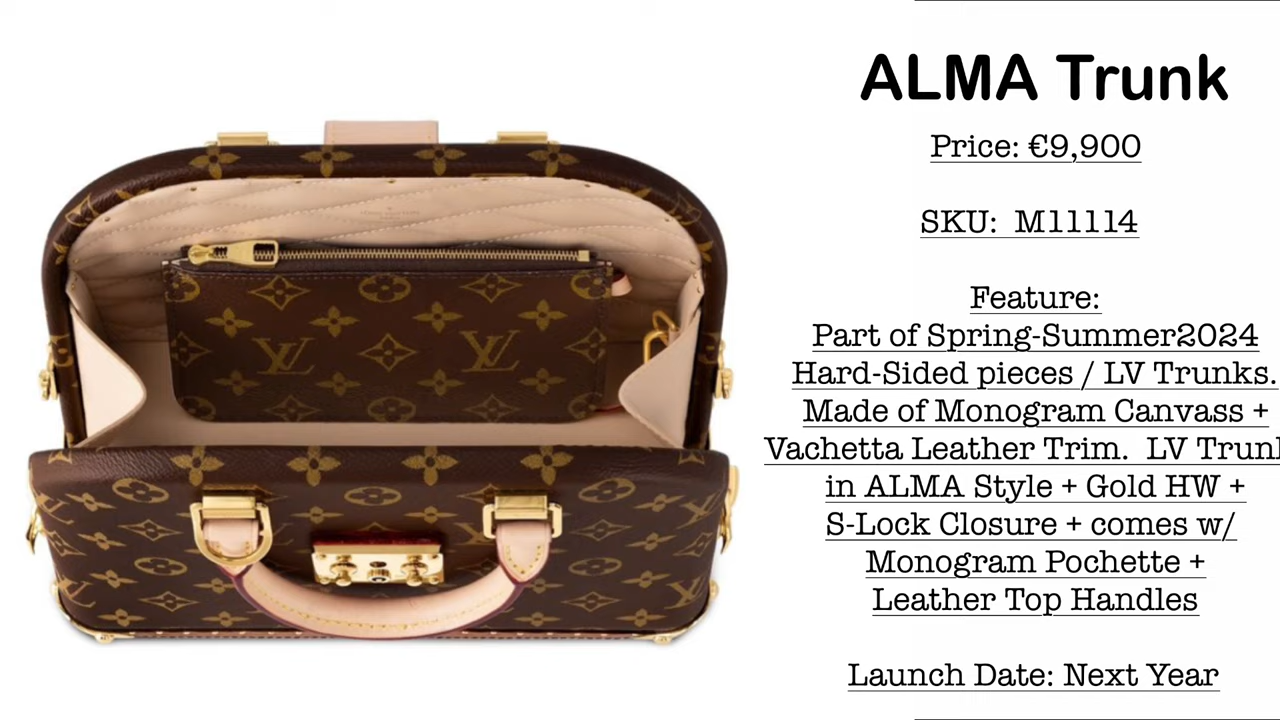 ALMA Trunk
Price: €9,900
SKU:  M11114
Feature:
Part of Spring-Summer2024
Hard-Sided pieces / LV Trunks.
Made of Monogram Canvass +
Vachetta Leather Trim.  LV Trunk
in ALMA Style + Gold HW +
S-Lock Closure + comes w/
Monogram Pochette +
Leather Top Handles
Launch Date: Next Year